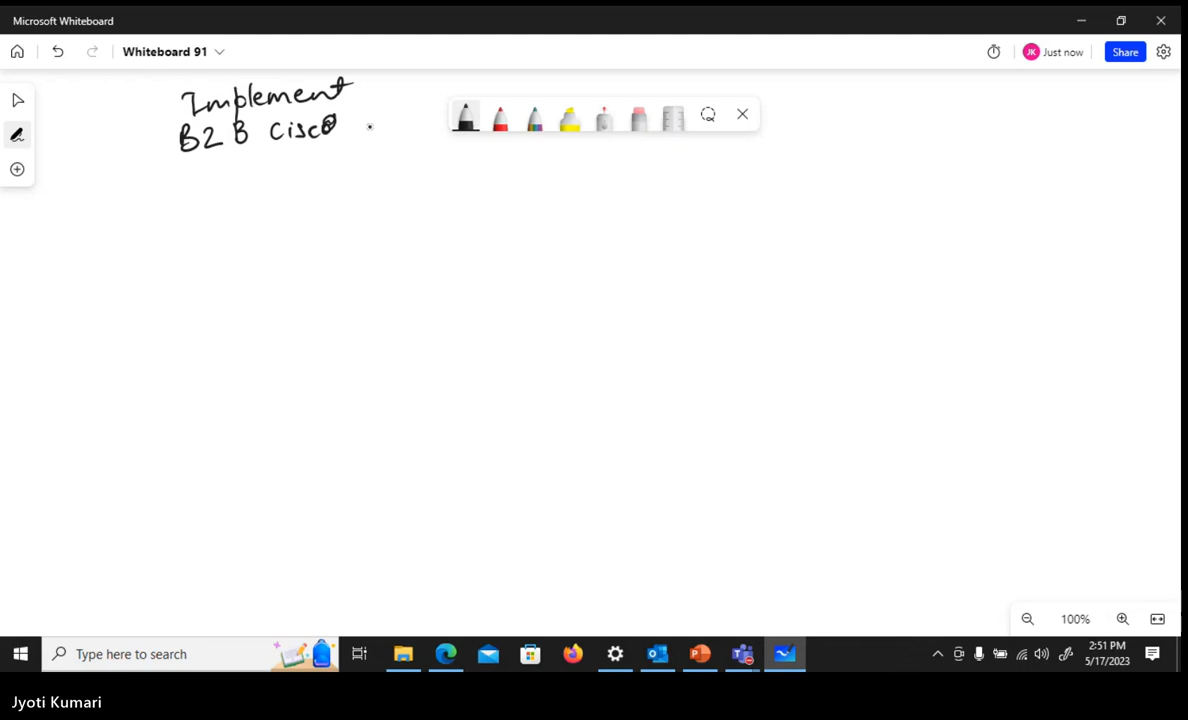 Microsoft Whiteboard
Whiteboard 91
JK Just now
Share
Implement
B2B Cisco
100%
Type here to search
2:51 PM
5/17/2023
Jyoti Kumari